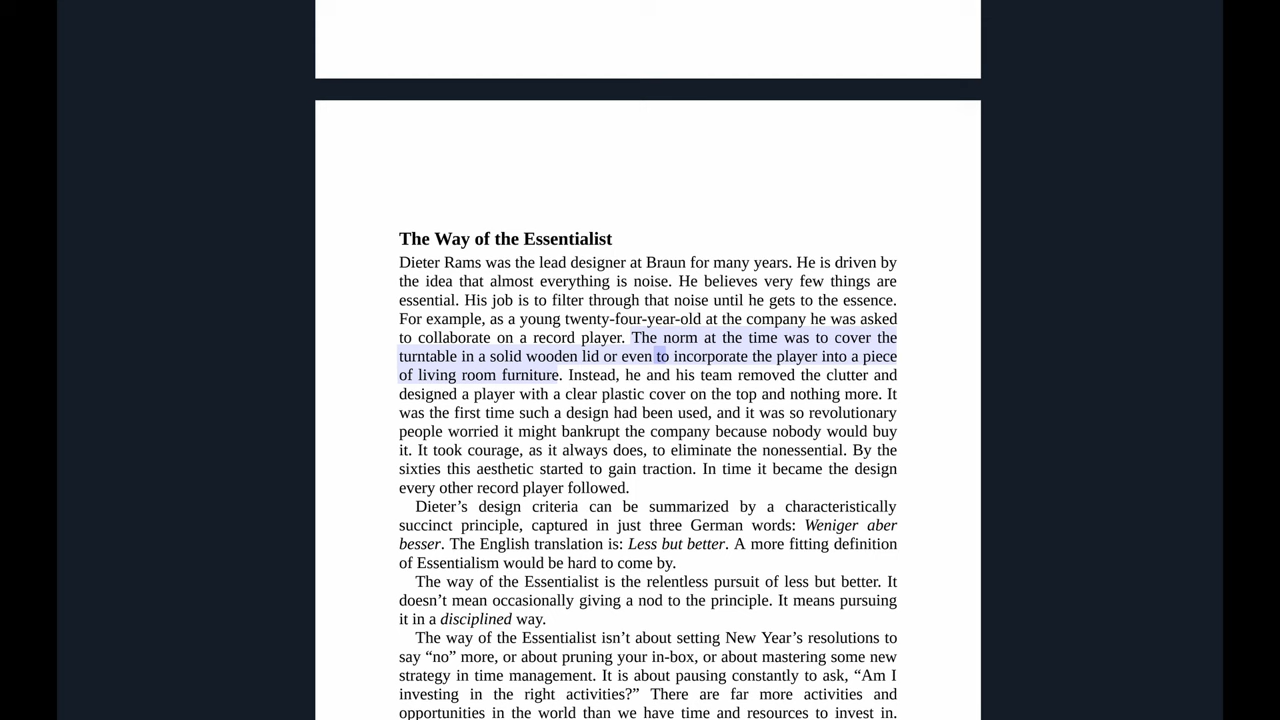 The Way of the Essentialist
Dieter Rams was the lead designer at Braun for many years. He is driven by
the idea that almost everything is noise. He believes very few things are
essential. His job is to filter through that noise until he gets to the essence.
For example, as a young twenty-four-year-old at the company he was asked
to collaborate on a record player. The norm at the time was to cover the
turntable in a solid wooden lid or even to incorporate the player into a piece
of living room furniture. Instead, he and his team removed the clutter and
designed a player with a clear plastic cover on the top and nothing more. It
was the first time such a design had been used, and it was so revolutionary
people worried it might bankrupt the company because nobody would buy
it. It took courage, as it always does, to eliminate the nonessential. By the
sixties this aesthetic started to gain traction. In time it became the design
every other record player followed.
Dieter’s design criteria can be summarized by a characteristically
succinct principle, captured in just three German words: Weniger aber
besser. The English translation is: Less but better. A more fitting definition
of Essentialism would be hard to come by.
The way of the Essentialist is the relentless pursuit of less but better. It
doesn’t mean occasionally giving a nod to the principle. It means pursuing
it in a disciplined way.
The way of the Essentialist isn’t about setting New Year’s resolutions to
say “no” more, or about pruning your in-box, or about mastering some new
strategy in time management. It is about pausing constantly to ask, “Am I
investing in the right activities?” There are far more activities and
opportunities in the world than we have time and resources to invest in.